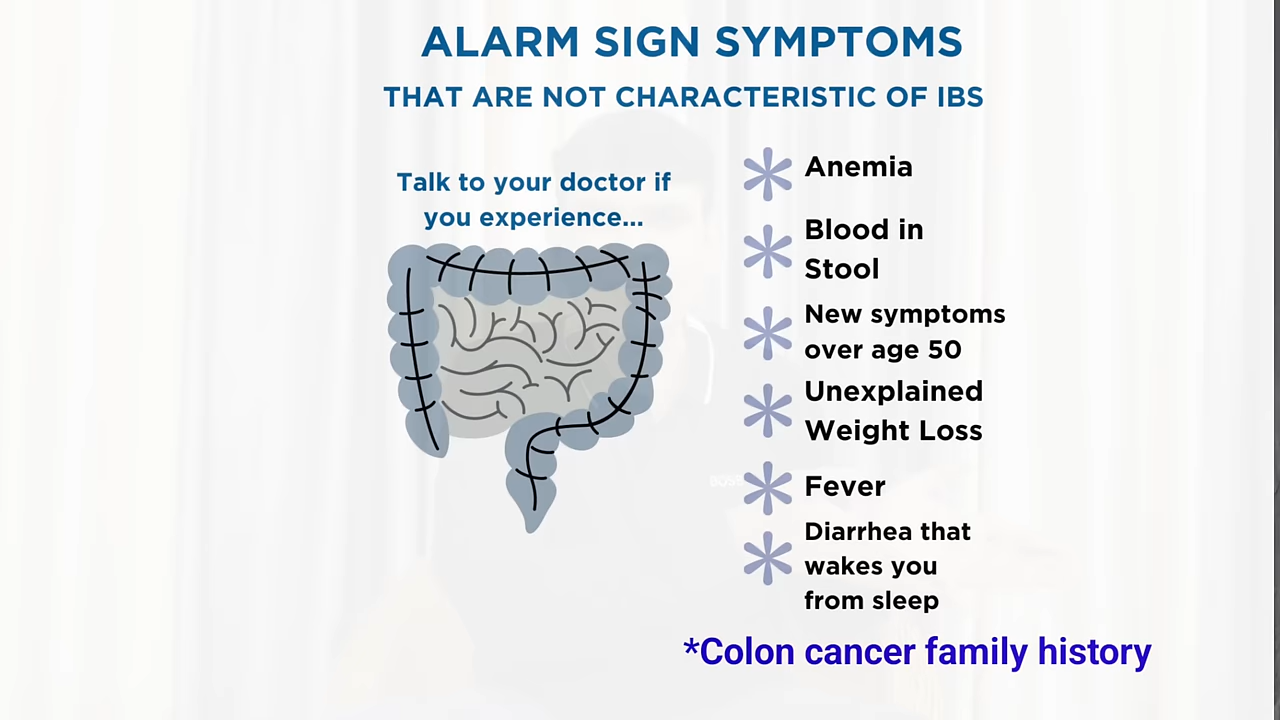 ALARM SIGN SYMPTOMS
THAT ARE NOT CHARACTERISTIC OF IBS
Talk to your doctor if
you experience...
Anemia
Blood in
Stool
New symptoms
over age 50
Unexplained
Weight Loss
Fever
Diarrhea that
wakes you
from sleep
*Colon cancer family history